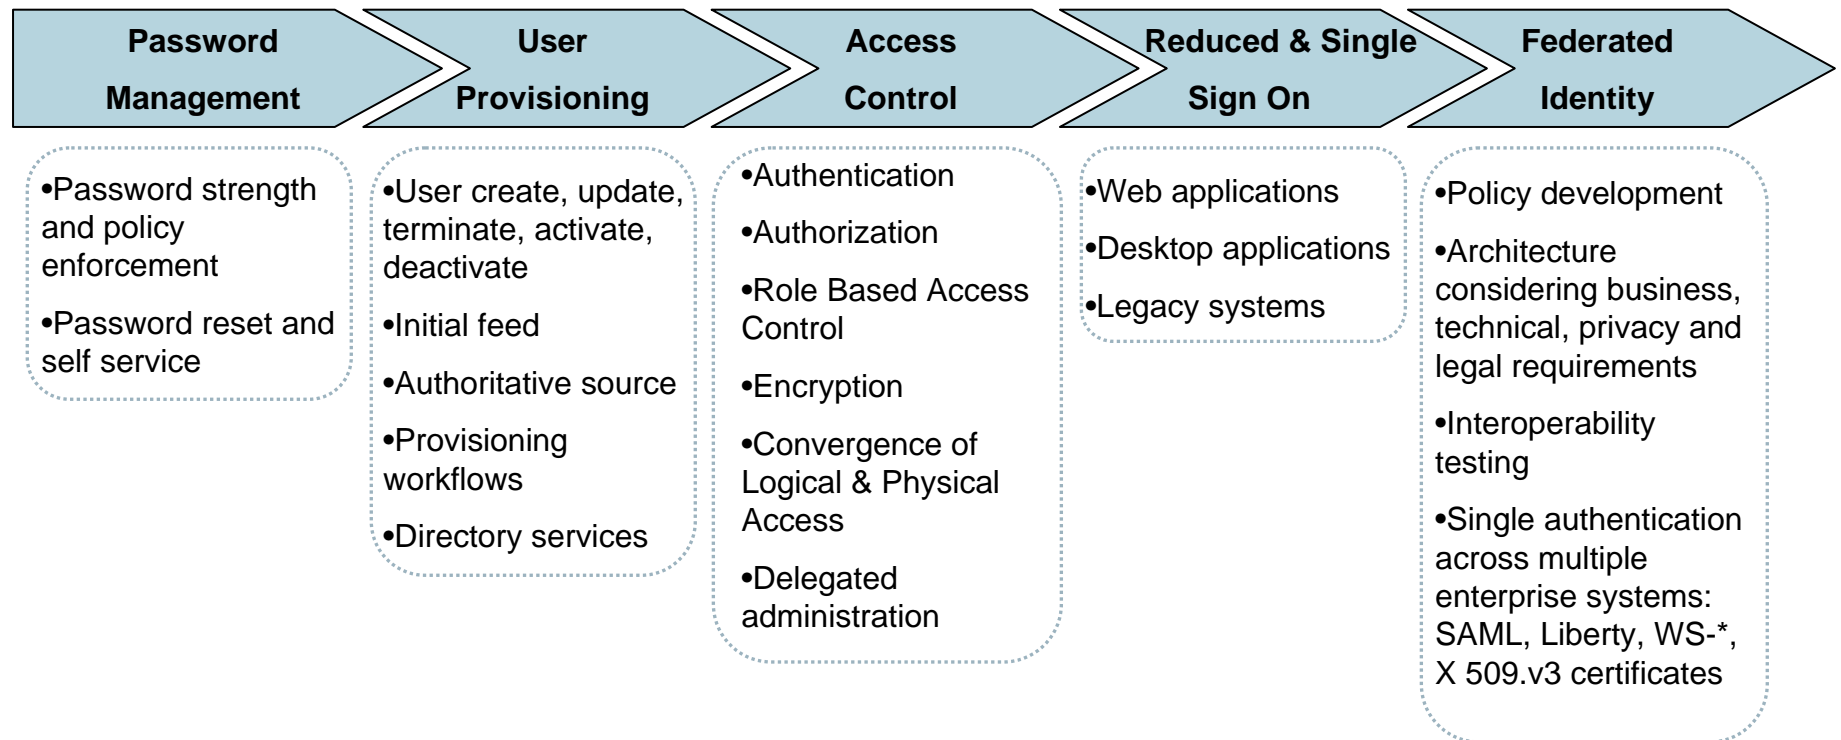 Password
Management
User
Provisioning
Access
Control
Reduced & Single
Sign On
Federated
Identity
•Password strength
and policy
enforcement
•Password reset and
self service
•User create, update,
terminate, activate,
deactivate
•Initial feed
•Authoritative source
•Provisioning
workflows
•Directory services
•Authentication
•Authorization
•Role Based Access
Control
•Encryption
•Convergence of
Logical & Physical
Access
•Delegated
administration
•Web applications
•Desktop applications
•Legacy systems
•Policy development
•Architecture
considering business,
technical, privacy and
legal requirements
•Interoperability
testing
•Single authentication
across multiple
enterprise systems:
SAML, Liberty, WS-*,
X 509.v3 certificates